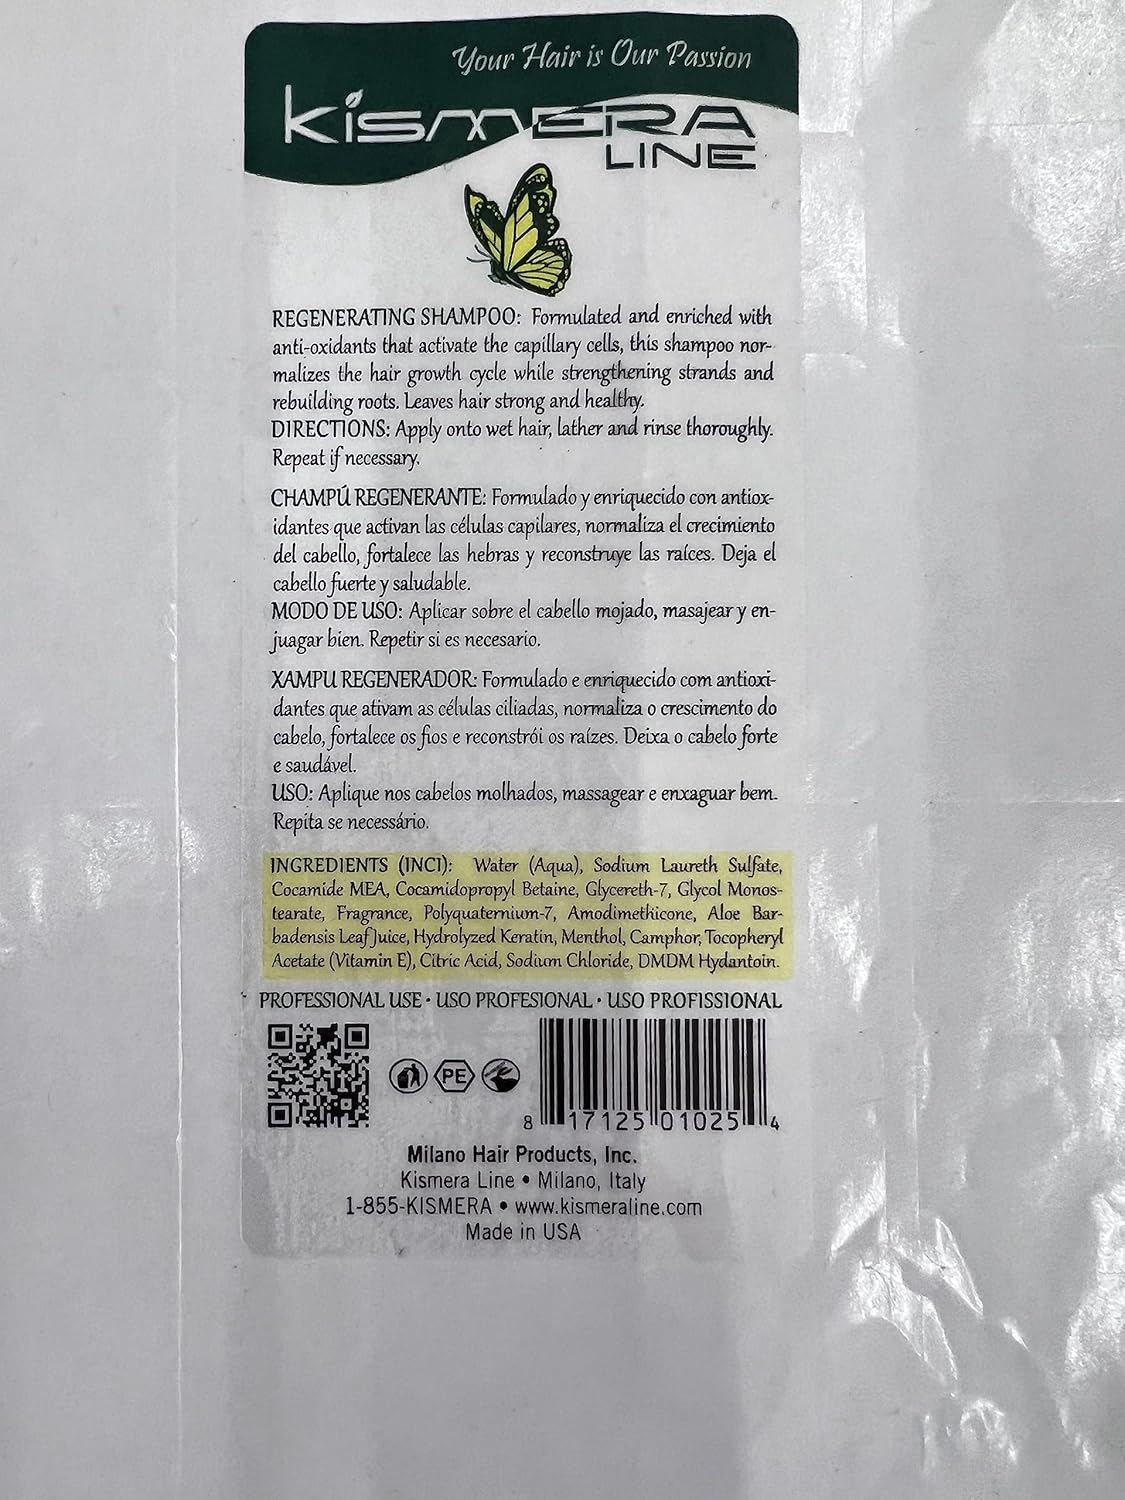 Your Hair is Our Passion
Kismera
LINE
REGENERATING SHAMPOO: Formulated and enriched with
anti-oxidants that activate the capillary cells, this shampoo nor-
malizes the hair growth cycle while strengthening strands and
rebuilding roots. Leaves hair strong and healthy.
DIRECTIONS: Apply onto wet hair, lather and rinse thoroughly.
Repeat if necessary.
CHAMPÚ REGENERANTE: Formulado y enriquecido con antiox-
idantes que activan las células capilares, normaliza el crecimiento
del cabello, fortalece las hebras y reconstruye las raíces. Deja el
cabello fuerte y saludable.
MODO DE USO: Aplicar sobre el cabello mojado, masajear y en-
juagar bien. Repetir si es necesario.
XAMPU REGENERADOR: Formulado e enriquecido com antioxi-
dantes que ativam as células ciliadas, normaliza o crescimento do
cabelo, fortalece os fios e reconstrói os raízes. Deixa o cabelo forte
e saudável.
USO: Aplique nos cabelos molhados, massagear e enxaguar bem.
Repita se necessário.
INGREDIENTS (INCI): Water (Aqua), Sodium Laureth Sulfate,
Cocamide MEA, Cocamidopropyl Betaine, Glycereth-7, Glycol Monos-
tearate, Fragrance, Polyquaternium-7, Amodimethicone, Aloe Bar-
badensis Leaf Juice, Hydrolyzed Keratin, Menthol, Camphor, Tocopheryl
Acetate (Vitamin E), Citric Acid, Sodium Chloride, DMDM Hydantoin.
PROFESSIONAL USE • USO PROFESIONAL • USO PROFISSIONAL
PE
8 17125 01025 4
Milano Hair Products, Inc.
Kismera Line • Milano, Italy
1-855-KISMERA • www.kismeraline.com
Made in USA